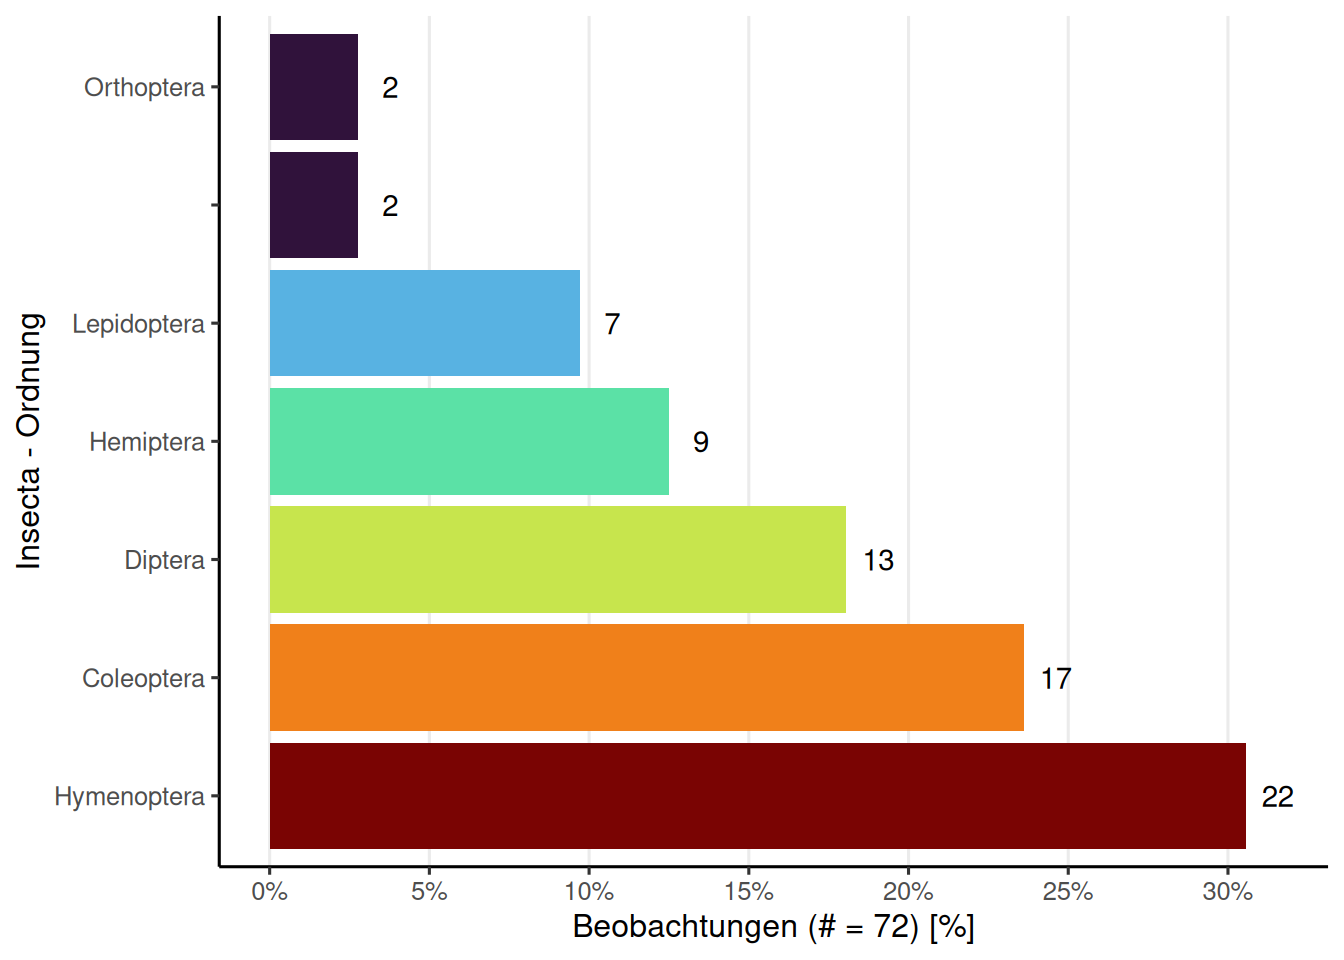 Orthoptera
2
2
Lepidoptera
7
Hemiptera
9
Diptera
13
Coleoptera
17
Hymenoptera
22
Insecta - Ordnung
0% 5% 10% 15% 20% 25% 30%
Beobachtungen (# = 72) [%]